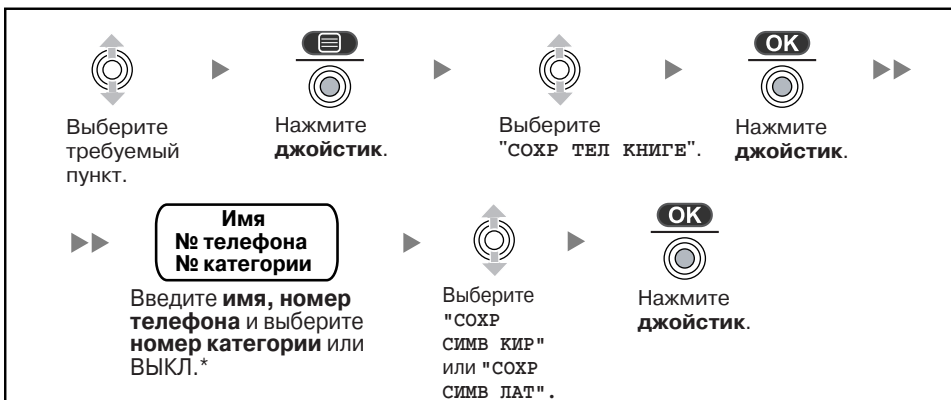 OK
Выберите
требуемый
пункт.
Нажмите
джойстик.
Выберите
"СОХР ТЕЛ КНИГЕ".
Нажмите
джойстик.
Имя
№ телефона
№ категории
Введите имя, номер
телефона и выберите
номер категории или
ВЫКЛ.*
Выберите
"СОХР
СИМВ КИР"
или "СОХР
СИМВ ЛАТ".
OK
Нажмите
джойстик.